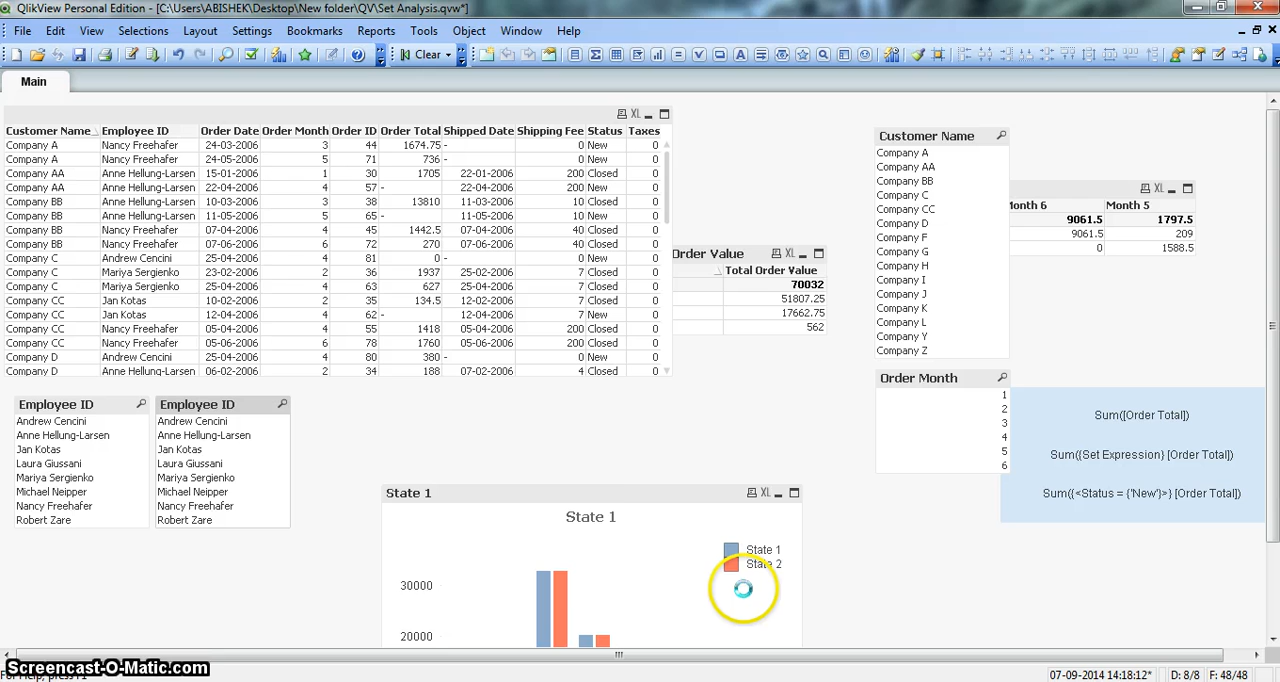 QlikView Personal Edition - [C:\Users\ABISHEK\Desktop\New folder\QV\Set Analysis.qvw*]
File Edit View Selections Layout Settings Bookmarks Reports Tools Object Window Help
Clear
Main
XL
Customer Name Employee ID Order Date Order Month Order ID Order Total Shipped Date Shipping Fee Status Taxes
Company A Nancy Freehafer 24-03-2006 3 44 1674.75 - 0 New 0
Company A Nancy Freehafer 24-05-2006 5 71 736 - 0 New 0
Company AA Anne Hellung-Larsen 15-01-2006 1 30 1705 22-01-2006 200 Closed 0
Company AA Anne Hellung-Larsen 22-04-2006 4 57 - 22-04-2006 200 New 0
Company BB Anne Hellung-Larsen 10-03-2006 3 38 13810 11-03-2006 10 Closed 0
Company BB Anne Hellung-Larsen 11-05-2006 5 65 - 11-05-2006 10 New 0
Company BB Nancy Freehafer 07-04-2006 4 45 1442.5 07-04-2006 40 Closed 0
Company BB Nancy Freehafer 07-06-2006 6 72 270 07-06-2006 40 Closed 0
Company C Andrew Cencini 25-04-2006 4 81 0 - 0 New 0
Company C Mariya Sergienko 23-02-2006 2 36 1937 25-02-2006 7 Closed 0
Company C Mariya Sergienko 25-04-2006 4 63 627 25-04-2006 7 Closed 0
Company CC Jan Kotas 10-02-2006 2 35 134.5 12-02-2006 7 Closed 0
Company CC Jan Kotas 12-04-2006 4 62 - 12-04-2006 7 New 0
Company CC Nancy Freehafer 05-04-2006 4 55 1418 05-04-2006 200 Closed 0
Company CC Nancy Freehafer 05-06-2006 6 78 1760 05-06-2006 200 Closed 0
Company D Andrew Cencini 25-04-2006 4 80 380 - 0 New 0
Company D Anne Hellung-Larsen 06-02-2006 2 34 188 07-02-2006 4 Closed 0
Order Value XL
Total Order Value
70032
51807.25
17662.75
562
Customer Name
Company A
Company AA
Company BB
Company C
Company CC
Company D
Company F
Company G
Company H
Company I
Company J
Company K
Company L
Company Y
Company Z
XL
Month 6 Month 5
9061.5 1797.5
9061.5 209
0 1588.5
Order Month
1
2
3
4
5
6
Sum([Order Total])
Sum({Set Expression} [Order Total])
Sum({<Status = {'New'}>} [Order Total])
Employee ID
Andrew Cencini
Anne Hellung-Larsen
Jan Kotas
Laura Giussani
Mariya Sergienko
Michael Neipper
Nancy Freehafer
Robert Zare
Employee ID
Andrew Cencini
Anne Hellung-Larsen
Jan Kotas
Laura Giussani
Mariya Sergienko
Michael Neipper
Nancy Freehafer
Robert Zare
State 1 XL
State 1
State 1
State 2
30000
20000
Screencast-O-Matic.com
For Help, press F1
07-09-2014 14:18:12* D: 8/8 F: 48/48